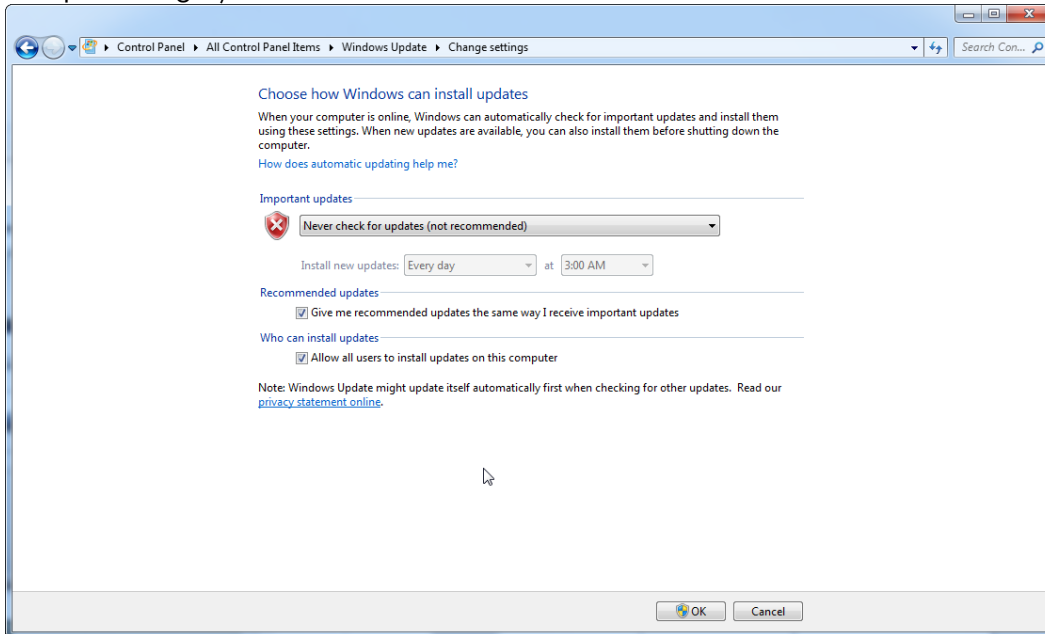 Control Panel ▸ All Control Panel Items ▸ Windows Update ▸ Change settings
Search Con...
Choose how Windows can install updates
When your computer is online, Windows can automatically check for important updates and install them
using these settings. When new updates are available, you can also install them before shutting down the
computer.
How does automatic updating help me?
Important updates
Never check for updates (not recommended)
Install new updates: Every day at 3:00 AM
Recommended updates
Give me recommended updates the same way I receive important updates
Who can install updates
Allow all users to install updates on this computer
Note: Windows Update might update itself automatically first when checking for other updates. Read our
privacy statement online.
OK Cancel